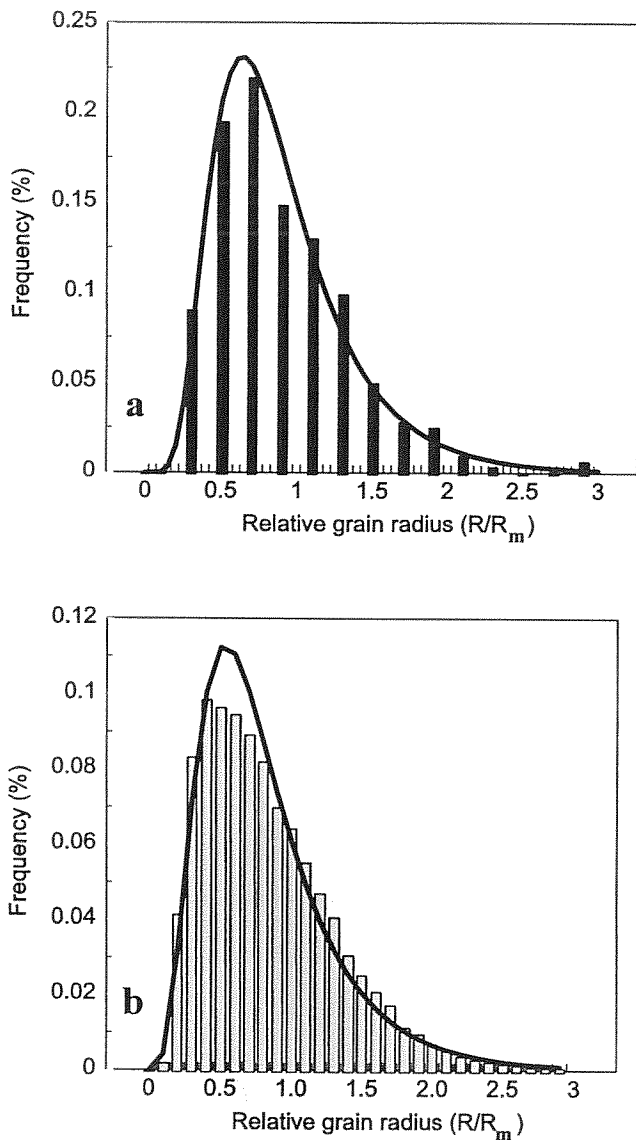 0.25
0.2
0.15
0.1
0.05
0
Frequency (%)
a
0 0.5 1 1.5 2 2.5 3
Relative grain radius (R/Rm)
0.12
0.1
0.08
0.06
0.04
0.02
0
Frequency (%)
b
0 0.5 1.0 1.5 2.0 2.5 3
Relative grain radius (R/Rm)